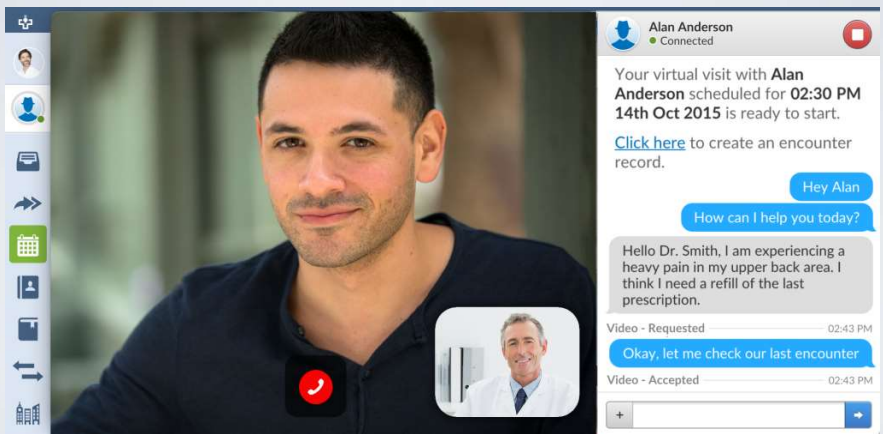 Alan Anderson
Connected
Your virtual visit with Alan
Anderson scheduled for 02:30 PM
14th Oct 2015 is ready to start.
Click here to create an encounter
record.
Hey Alan
How can I help you today?
Hello Dr. Smith, I am experiencing a
heavy pain in my upper back area. I
think I need a refill of the last
prescription.
Video - Requested 02:43 PM
Okay, let me check our last encounter
Video - Accepted 02:43 PM
+